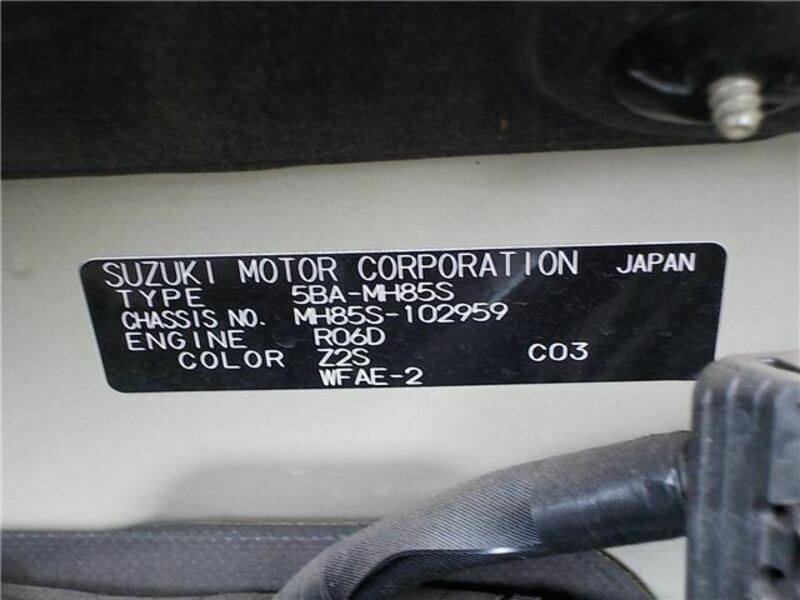 SUZUKI MOTOR CORPORATION JAPAN
TYPE 5BA-MH85S
CHASSIS NO. MH85S-102959
ENGINE R06D
COLOR Z2S C03
WFAE-2